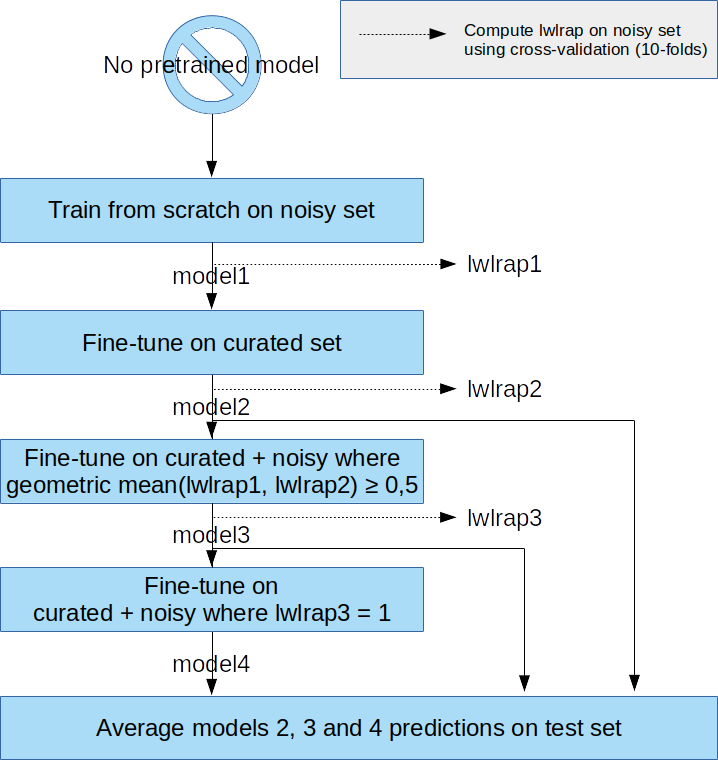 No pretrained model
Compute lwlrap on noisy set
using cross-validation (10-folds)
Train from scratch on noisy set
model1
lwlrap1
Fine-tune on curated set
model2
lwlrap2
Fine-tune on curated + noisy where
geometric mean(lwlrap1, lwlrap2) ≥ 0,5
model3
lwlrap3
Fine-tune on
curated + noisy where lwlrap3 = 1
model4
Average models 2, 3 and 4 predictions on test set